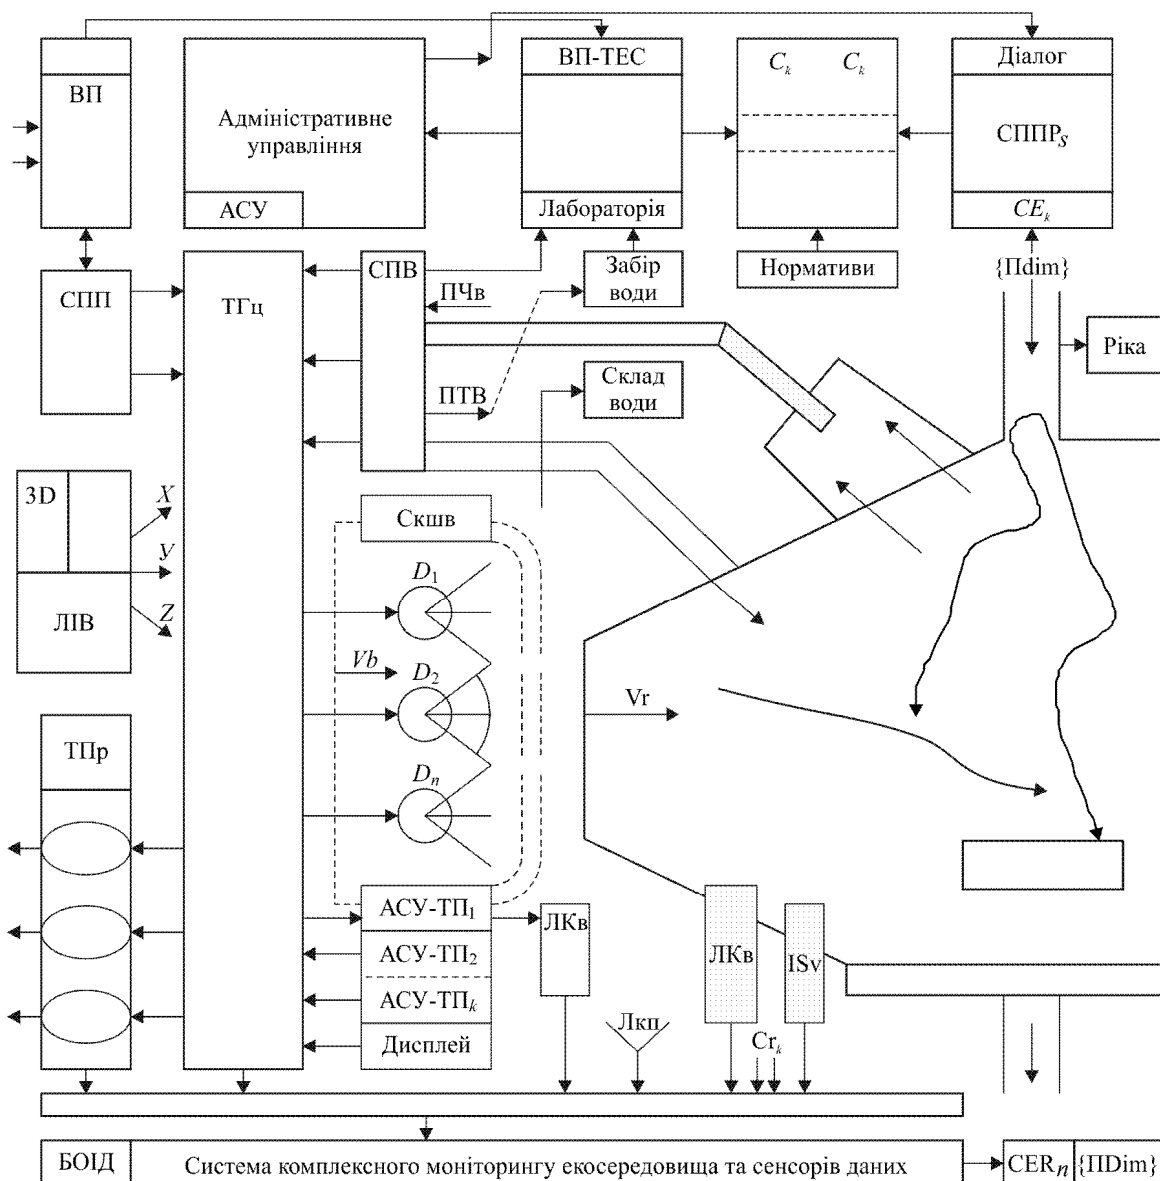 ВП
Адміністративне
управління
АСУ
ВП-ТЕС
Лабораторія
C_k C_k
Діалог
СППР_S
CE_k
СПП
ТГц
СПВ
ПЧв
ПТВ
Забір
води
Нормативи
{Пdim}
Ріка
Склад
води
3D
X
У
Z
ЛІВ
Скшв
D_1
Vb
D_2
D_n
Vr
ТПр
АСУ-ТП_1
АСУ-ТП_2
АСУ-ТП_k
Дисплей
ЛКв
ЛКв
ISv
Лкп
Cr_k
БОІД
Система комплексного моніторингу екосередовища та сенсорів даних
CER_n
{ПDim}